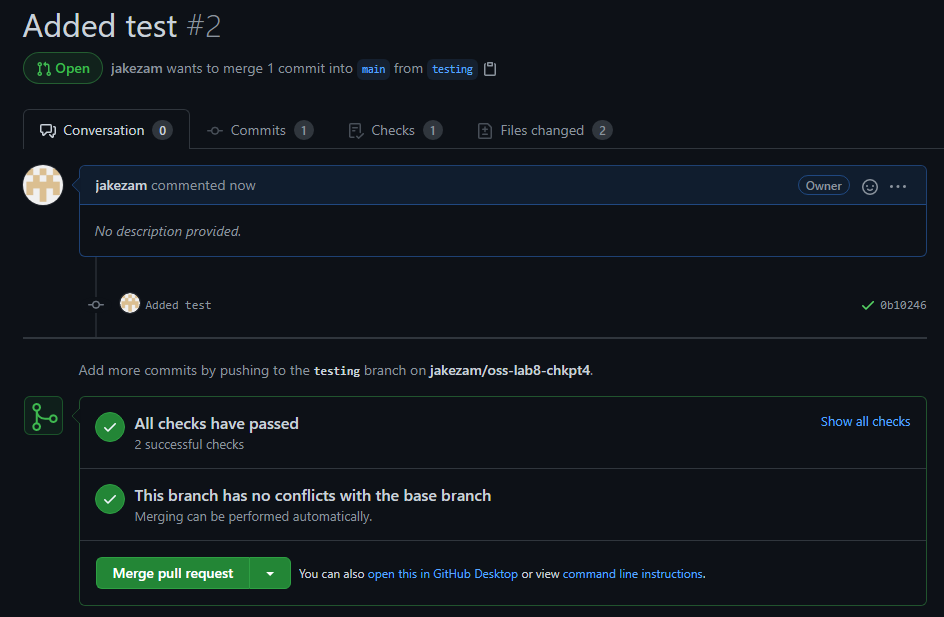 Added test #2
Open jakezam wants to merge 1 commit into main from testing
Conversation 0 Commits 1 Checks 1 Files changed 2
jakezam commented now Owner
No description provided.
Added test 0b10246
Add more commits by pushing to the testing branch on jakezam/oss-lab8-chkpt4.
All checks have passed Show all checks
2 successful checks
This branch has no conflicts with the base branch
Merging can be performed automatically.
Merge pull request You can also open this in GitHub Desktop or view command line instructions.